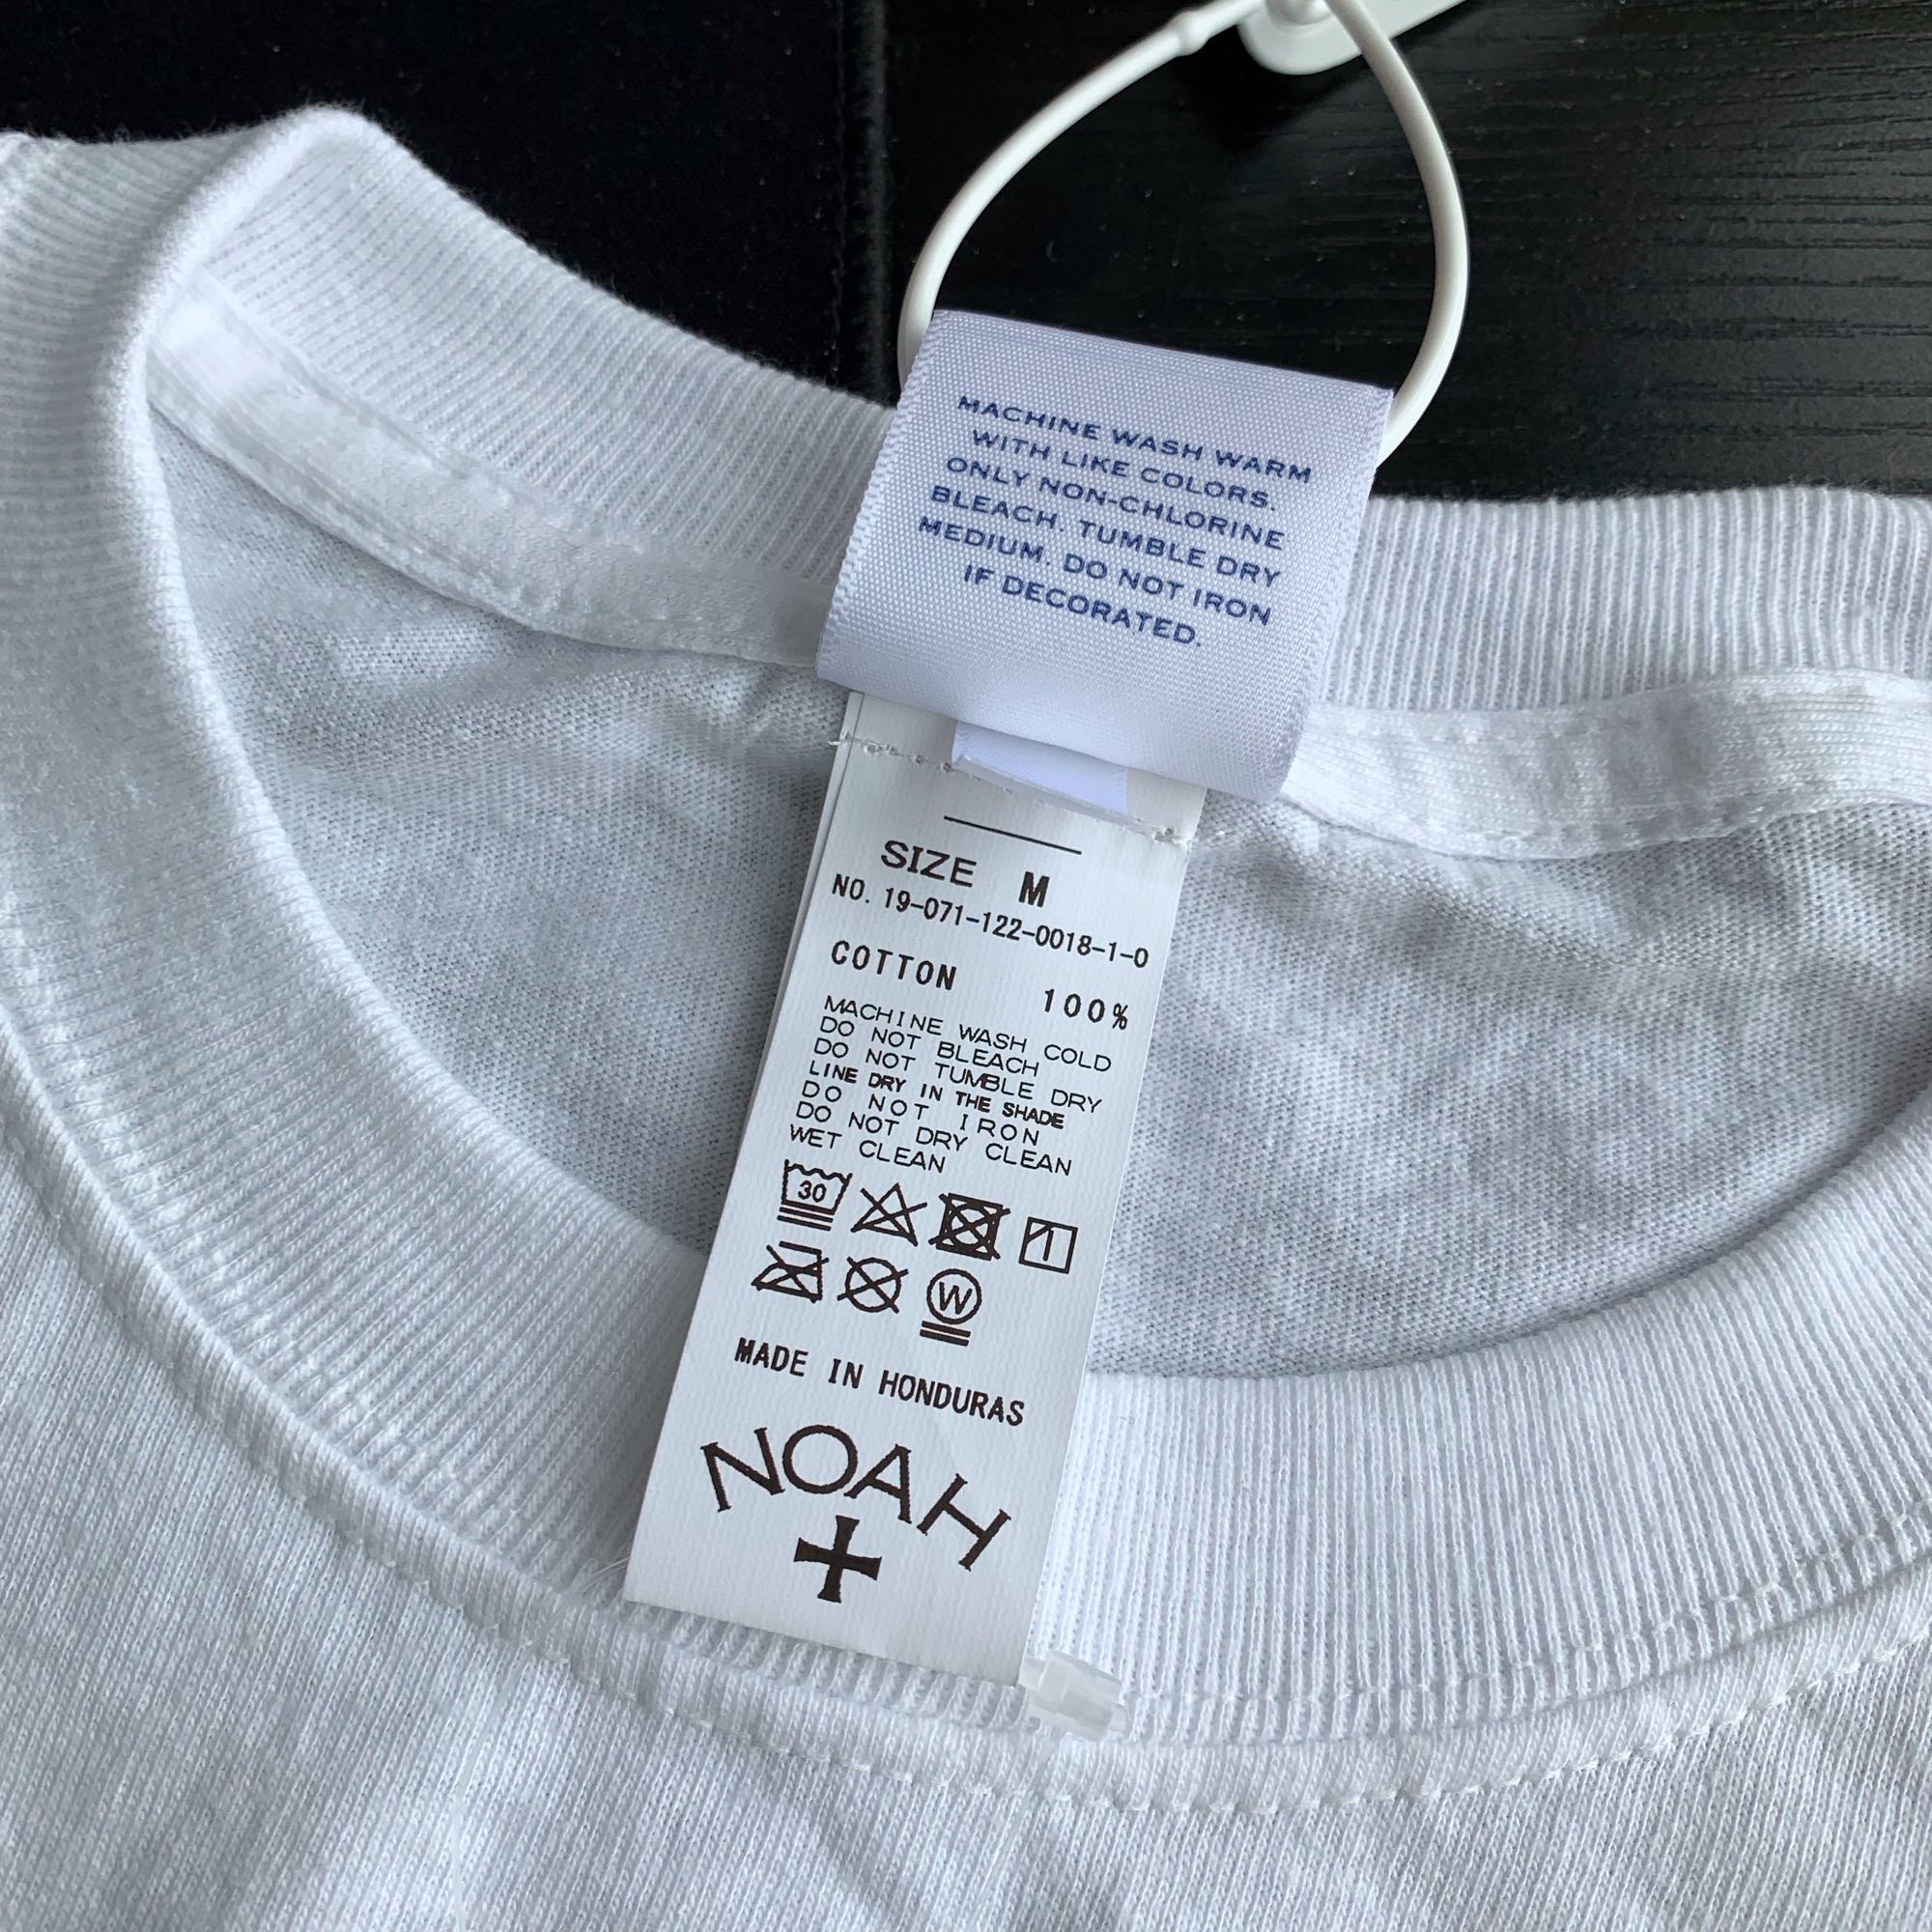 MACHINE WASH WARM
WITH LIKE COLORS.
ONLY NON-CHLORINE
BLEACH. TUMBLE DRY
MEDIUM. DO NOT IRON
IF DECORATED.
SIZE M
NO. 19-071-122-0018-1-0
COTTON 100%
MACHINE WASH COLD
DO NOT BLEACH
DO NOT TUMBLE DRY
LINE DRY IN THE SHADE
DO NOT IRON
DO NOT DRY CLEAN
WET CLEAN
30
W
MADE IN HONDURAS
NOAH